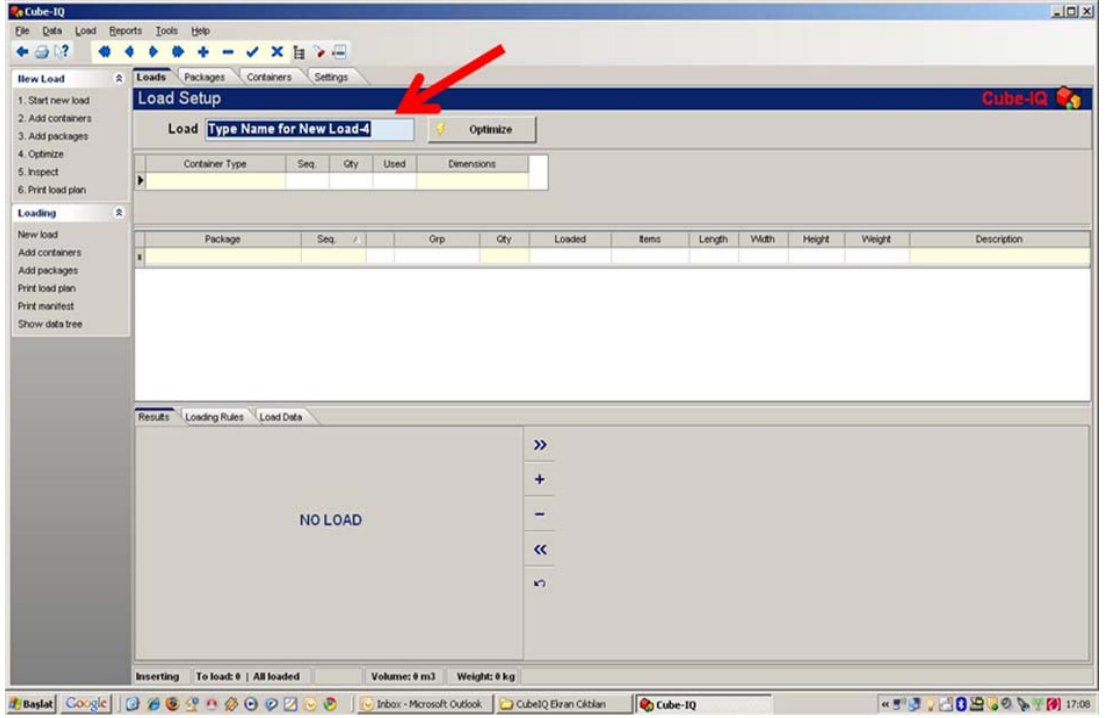 Cube-IQ
File Data Load Reports Tools Help
New Load
1. Start new load
2. Add containers
3. Add packages
4. Optimize
5. Inspect
6. Print load plan
Loading
New load
Add containers
Add packages
Print load plan
Print manifest
Show data tree
Loads Packages Containers Settings
Load Setup Cube-IQ
Load Type Name for New Load-4 Optimize
Container Type Seq. Qty Used Dimensions
Package Seq. Grp Qty Loaded Items Length Width Height Weight Description
Results Loading Rules Load Data
NO LOAD
Inserting To load: 0 | All loaded Volume: 0 m3 Weight: 0 kg
Başlat Google Inbox - Microsoft Outlook CubeIQ Ekran Çıktıları Cube-IQ 17:08